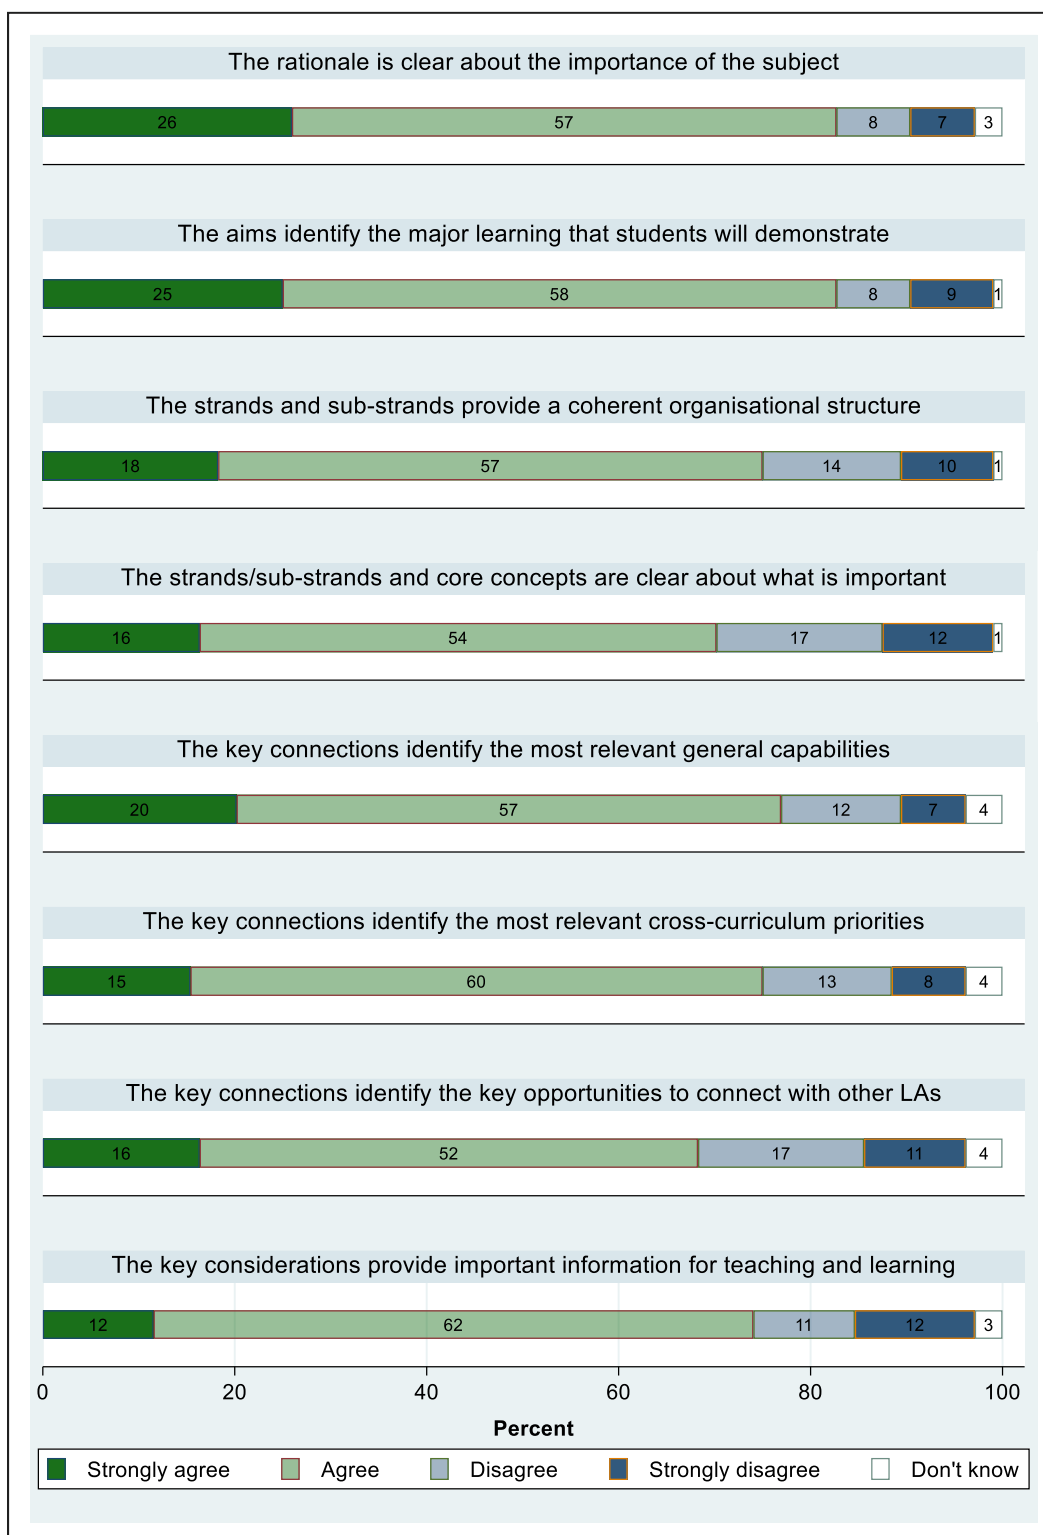 The rationale is clear about the importance of the subject
26 57 8 7 3
The aims identify the major learning that students will demonstrate
25 58 8 9 1
The strands and sub-strands provide a coherent organisational structure
18 57 14 10 1
The strands/sub-strands and core concepts are clear about what is important
16 54 17 12 1
The key connections identify the most relevant general capabilities
20 57 12 7 4
The key connections identify the most relevant cross-curriculum priorities
15 60 13 8 4
The key connections identify the key opportunities to connect with other LAs
16 52 17 11 4
The key considerations provide important information for teaching and learning
12 62 11 12 3
0 20 40 60 80 100
Percent
Strongly agree Agree Disagree Strongly disagree Don't know